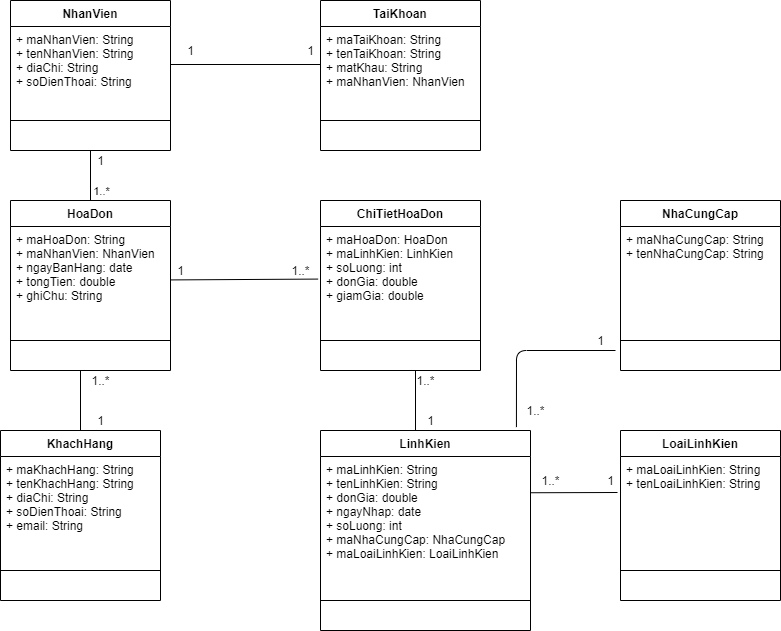 NhanVien
+ maNhanVien: String
+ tenNhanVien: String
+ diaChi: String
+ soDienThoai: String
1
1
TaiKhoan
+ maTaiKhoan: String
+ tenTaiKhoan: String
+ matKhau: String
+ maNhanVien: NhanVien
1
1..*
HoaDon
+ maHoaDon: String
+ maNhanVien: NhanVien
+ ngayBanHang: date
+ tongTien: double
+ ghiChu: String
1
1..*
ChiTietHoaDon
+ maHoaDon: HoaDon
+ maLinhKien: LinhKien
+ soLuong: int
+ donGia: double
+ giamGia: double
NhaCungCap
+ maNhaCungCap: String
+ tenNhaCungCap: String
1
1..*
1..*
1
1..*
1
KhachHang
+ maKhachHang: String
+ tenKhachHang: String
+ diaChi: String
+ soDienThoai: String
+ email: String
LinhKien
+ maLinhKien: String
+ tenLinhKien: String
+ donGia: double
+ ngayNhap: date
+ soLuong: int
+ maNhaCungCap: NhaCungCap
+ maLoaiLinhKien: LoaiLinhKien
1..*
1
LoaiLinhKien
+ maLoaiLinhKien: String
+ tenLoaiLinhKien: String